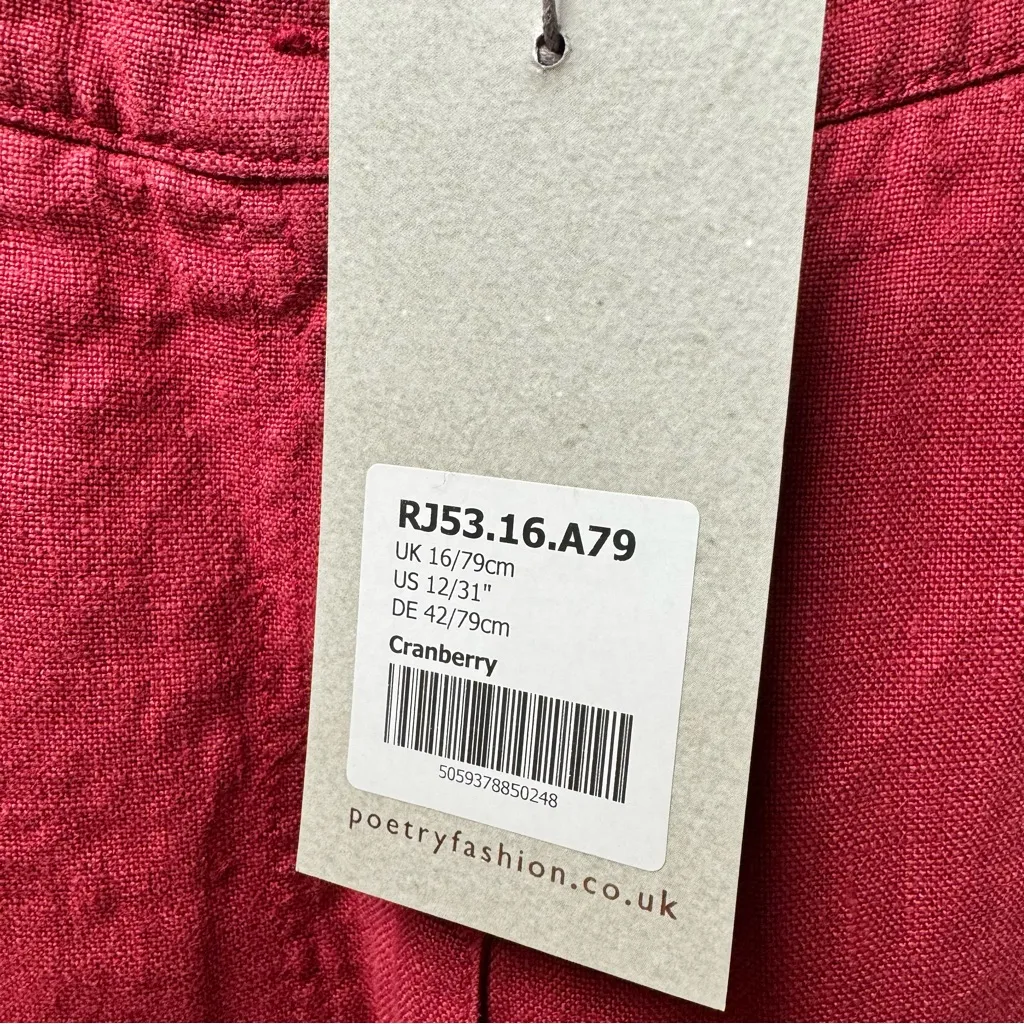 RJ53.16.A79
UK 16/79cm
US 12/31"
DE 42/79cm
Cranberry
5059378850248
poetryfashion.co.uk